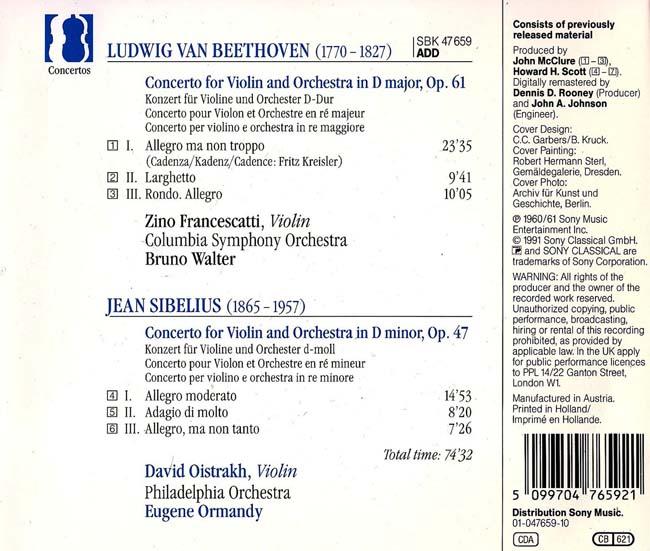 Concertos
LUDWIG VAN BEETHOVEN (1770 – 1827)
SBK 47659
ADD
Concerto for Violin and Orchestra in D major, Op. 61
Konzert für Violine und Orchester D-Dur
Concerto pour Violon et Orchestre en ré majeur
Concerto per violino e orchestra in re maggiore
1 I. Allegro ma non troppo 23'35
(Cadenza/Kadenz/Cadence: Fritz Kreisler)
2 II. Larghetto 9'41
3 III. Rondo. Allegro 10'05
Zino Francescatti, Violin
Columbia Symphony Orchestra
Bruno Walter
JEAN SIBELIUS (1865 – 1957)
Concerto for Violin and Orchestra in D minor, Op. 47
Konzert für Violine und Orchester d-moll
Concerto pour Violon et Orchestre en ré mineur
Concerto per violino e orchestra in re minore
4 I. Allegro moderato 14'53
5 II. Adagio di molto 8'20
6 III. Allegro, ma non tanto 7'26
Total time: 74'32
David Oistrakh, Violin
Philadelphia Orchestra
Eugene Ormandy
Consists of previously
released material
Produced by
John McClure (1 – 3),
Howard H. Scott (4 – 7).
Digitally remastered by
Dennis D. Rooney (Producer)
and John A. Johnson
(Engineer).
Cover Design:
C.C. Garbers/B. Kruck.
Cover Painting:
Robert Hermann Sterl,
Gemäldegalerie, Dresden.
Cover Photo:
Archiv für Kunst und
Geschichte, Berlin.
℗ 1960/61 Sony Music
Entertainment Inc.
© 1991 Sony Classical GmbH.
and SONY CLASSICAL are
trademarks of Sony Corporation.
WARNING: All rights of the
producer and the owner of the
recorded work reserved.
Unauthorized copying, public
performance, broadcasting,
hiring or rental of this recording
prohibited, as provided by
applicable law. In the UK apply
for public performance licences
to PPL 14/22 Ganton Street,
London W1.
Manufactured in Austria.
Printed in Holland/
Imprimé en Hollande.
5 099704 765921
Distribution Sony Music.
01-047659-10
CDA
CB 621